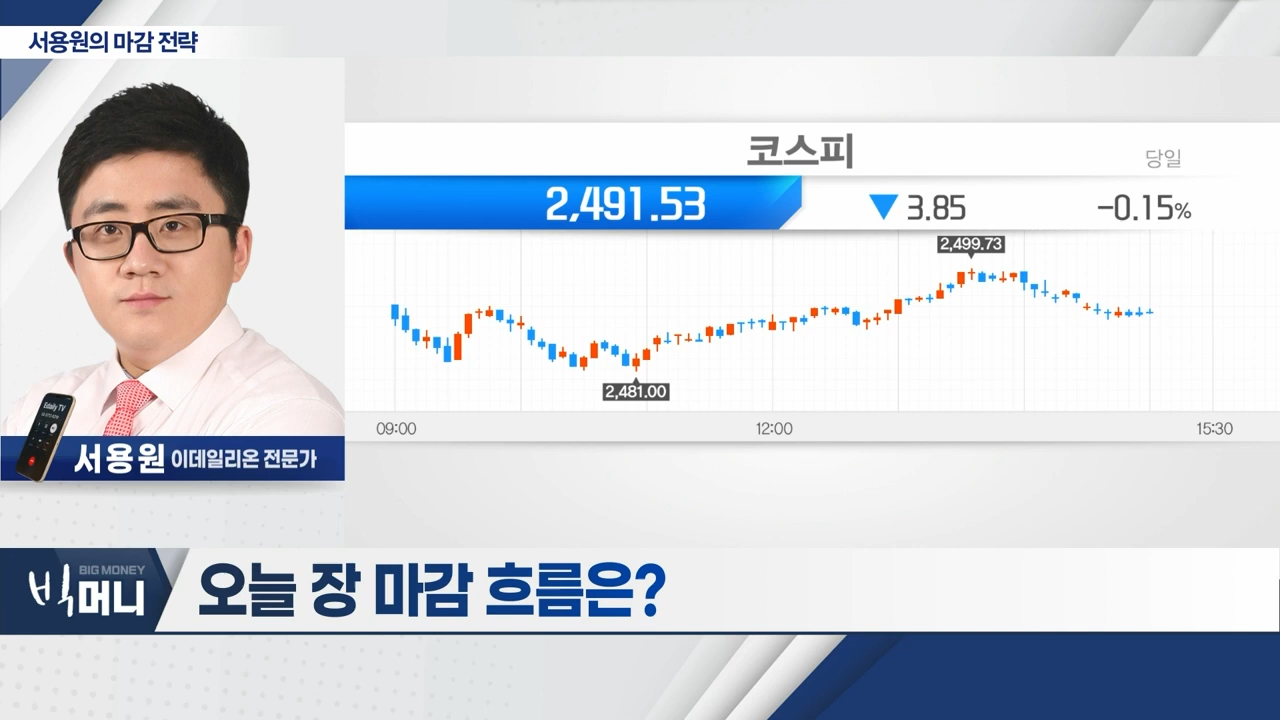 서용원의 마감 전략
코스피
당일
2,491.53
▼ 3.85
-0.15%
2,499.73
2,481.00
09:00
12:00
15:30
Edaily TV
서용원 이데일리온 전문가
BIG MONEY
빅머니
오늘 장 마감 흐름은?